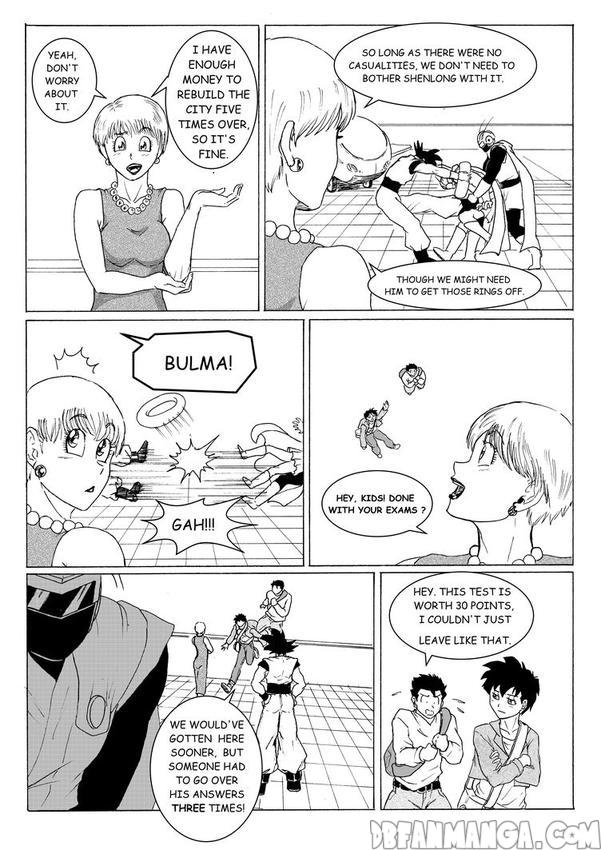 YEAH,
DON'T
WORRY
ABOUT
IT.
I HAVE
ENOUGH
MONEY TO
REBUILD THE
CITY FIVE
TIMES OVER,
SO IT'S
FINE.
SO LONG AS THERE WERE NO
CASUALITIES, WE DON'T NEED TO
BOTHER SHENLONG WITH IT.
THOUGH WE MIGHT NEED
HIM TO GET THOSE RINGS OFF.
BULMA!
GAH!!!
HEY, KIDS! DONE
WITH YOUR EXAMS ?
WE WOULD'VE
GOTTEN HERE
SOONER, BUT
SOMEONE HAD
TO GO OVER
HIS ANSWERS
THREE TIMES!
HEY. THIS TEST IS
WORTH 30 POINTS,
I COULDN'T JUST
LEAVE LIKE THAT.
DBFANMANGA.COM